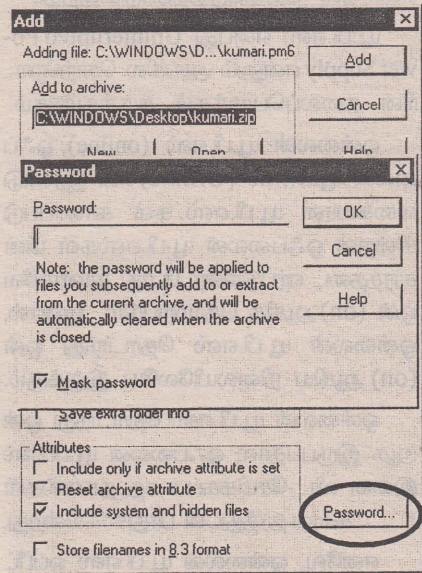 Add
Adding file: C:\WINDOWS\D...\kumari.pm6
Add
Add to archive:
Cancel
C:\WINDOWS\Desktop\kumari.zip
New
Open
Help
Password
Password:
OK
Cancel
Help
Note: the password will be applied to
files you subsequently add to or extract
from the current archive, and will be
automatically cleared when the archive
is closed.
Mask password
Save extra folder info
Attributes
Include only if archive attribute is set
Reset archive attribute
Include system and hidden files
Password...
Store filenames in 8.3 format